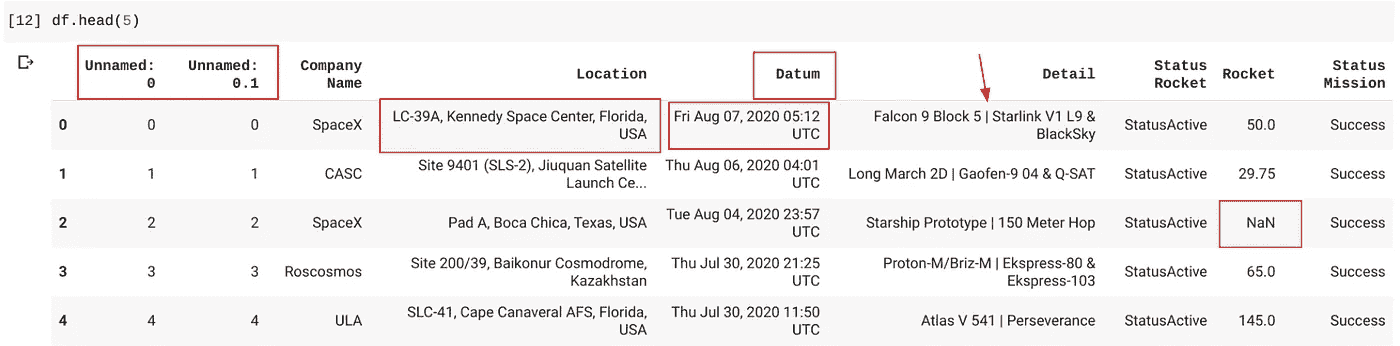 [12] df.head(5)
Unnamed: 0 Unnamed: 0.1 Company Name Location Datum Detail Status Rocket Rocket Status Mission
0 0 0 SpaceX LC-39A, Kennedy Space Center, Florida, USA Fri Aug 07, 2020 05:12 UTC Falcon 9 Block 5 | Starlink V1 L9 & BlackSky StatusActive 50.0 Success
1 1 1 CASC Site 9401 (SLS-2), Jiuquan Satellite Launch Ce... Thu Aug 06, 2020 04:01 UTC Long March 2D | Gaofen-9 04 & Q-SAT StatusActive 29.75 Success
2 2 2 SpaceX Pad A, Boca Chica, Texas, USA Tue Aug 04, 2020 23:57 UTC Starship Prototype | 150 Meter Hop StatusActive NaN Success
3 3 3 Roscosmos Site 200/39, Baikonur Cosmodrome, Kazakhstan Thu Jul 30, 2020 21:25 UTC Proton-M/Briz-M | Ekspress-80 & Ekspress-103 StatusActive 65.0 Success
4 4 4 ULA SLC-41, Cape Canaveral AFS, Florida, USA Thu Jul 30, 2020 11:50 UTC Atlas V 541 | Perseverance StatusActive 145.0 Success